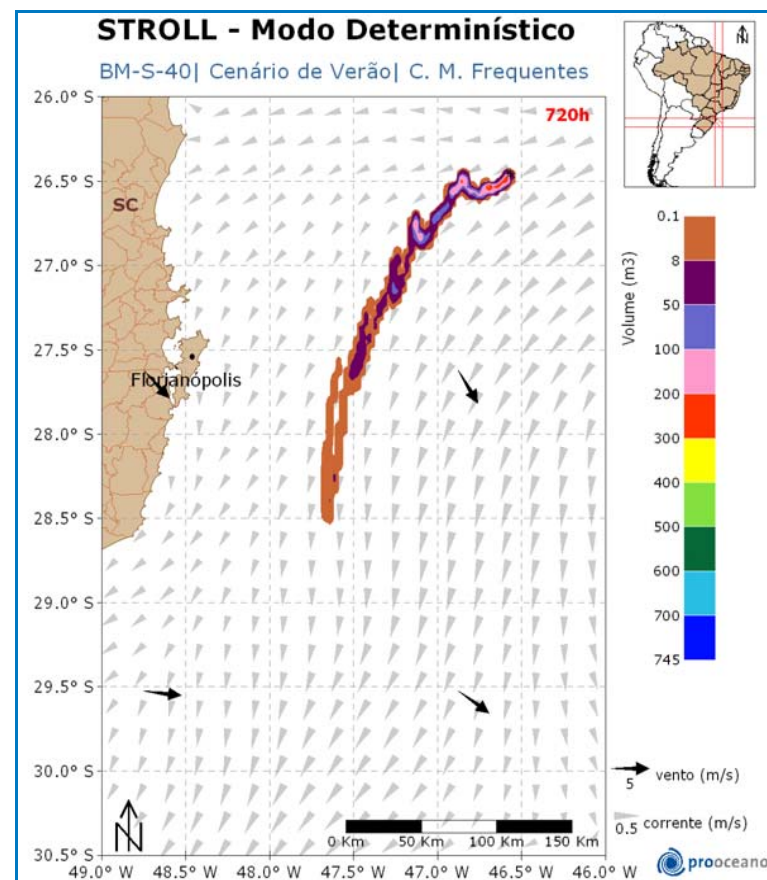 STROLL - Modo Determinístico
BM-S-40| Cenário de Verão| C. M. Frequentes
720h
N
26.0° S
26.5° S
27.0° S
27.5° S
28.0° S
28.5° S
29.0° S
29.5° S
30.0° S
30.5° S
SC
Florianópolis
Volume (m3)
0.1
8
50
100
200
300
400
500
600
700
745
5
vento (m/s)
0.5
corrente (m/s)
N
0 Km
50 Km
100 Km
150 Km
49.0° W
48.5° W
48.0° W
47.5° W
47.0° W
46.5° W
46.0° W
prooceano